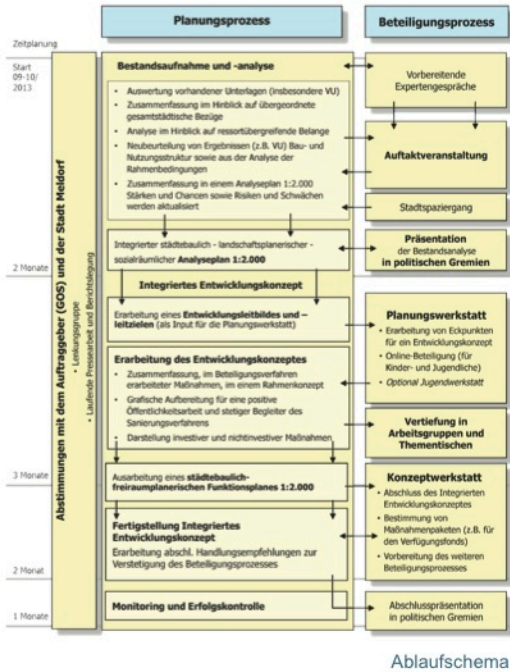 Planungsprozess
Beteiligungsprozess
Zeitplanung
Start
09-10/
2013
2 Monate
3 Monate
2 Monat
1 Monate
Abstimmungen mit dem Auftraggeber (GOS) und der Stadt Meldorf
• Lenkungsgruppe
• Laufende Pressearbeit und Berichtslegung
Bestandsaufnahme und -analyse
• Auswertung vorhandener Unterlagen (insbesondere VU)
• Zusammenfassung im Hinblick auf übergeordnete
gesamtstädtische Bezüge
• Analyse im Hinblick auf ressortübergreifende Belange
• Neubeurteilung von Ergebnissen (z.B. VU) Bau- und
Nutzungsstruktur sowie aus der Analyse der
Rahmenbedingungen
• Zusammenfassung in einem Analyseplan 1:2.000
Stärken und Chancen sowie Risiken und Schwächen
werden aktualisiert
Integrierter städtebaulich - landschaftsplanerischer -
sozialräumlicher Analyseplan 1:2.000
Integriertes Entwicklungskonzept
Erarbeitung eines Entwicklungsleitbildes und –
leitzielen (als Input für die Planungswerkstatt)
Erarbeitung des Entwicklungskonzeptes
• Zusammenfassung, im Beteiligungsverfahren
erarbeiteter Maßnahmen, im einem Rahmenkonzept
• Grafische Aufbereitung für eine positive
Öffentlichkeitsarbeit und stetiger Begleiter des
Sanierungsverfahrens
• Darstellung investiver und nichtinvestiver Maßnahmen
Ausarbeitung eines städtebaulich-
freiraumplanerischen Funktionsplanes 1:2.000
Fertigstellung Integriertes
Entwicklungskonzept
Erarbeitung abschl. Handlungsempfehlungen zur
Verstetigung des Beteiligungsprozesses
Monitoring und Erfolgskontrolle
Vorbereitende
Expertengespräche
Auftaktveranstaltung
Stadtspaziergang
Präsentation
der Bestandsanalyse
in politischen Gremien
Planungswerkstatt
• Erarbeitung von Eckpunkten
für ein Entwicklungskonzept
• Online-Beteiligung (für
Kinder- und Jugendliche)
• Optional Jugendwerkstatt
Vertiefung in
Arbeitsgruppen und
Thementischen
Konzeptwerkstatt
• Abschluss des Integrierten
Entwicklungskonzeptes
• Bestimmung von
Maßnahmenpaketen (z.B. für
den Verfügungsfonds)
• Vorbereitung des weiteren
Beteiligungsprozesses
Abschlusspräsentation
in politischen Gremien
Ablaufschema